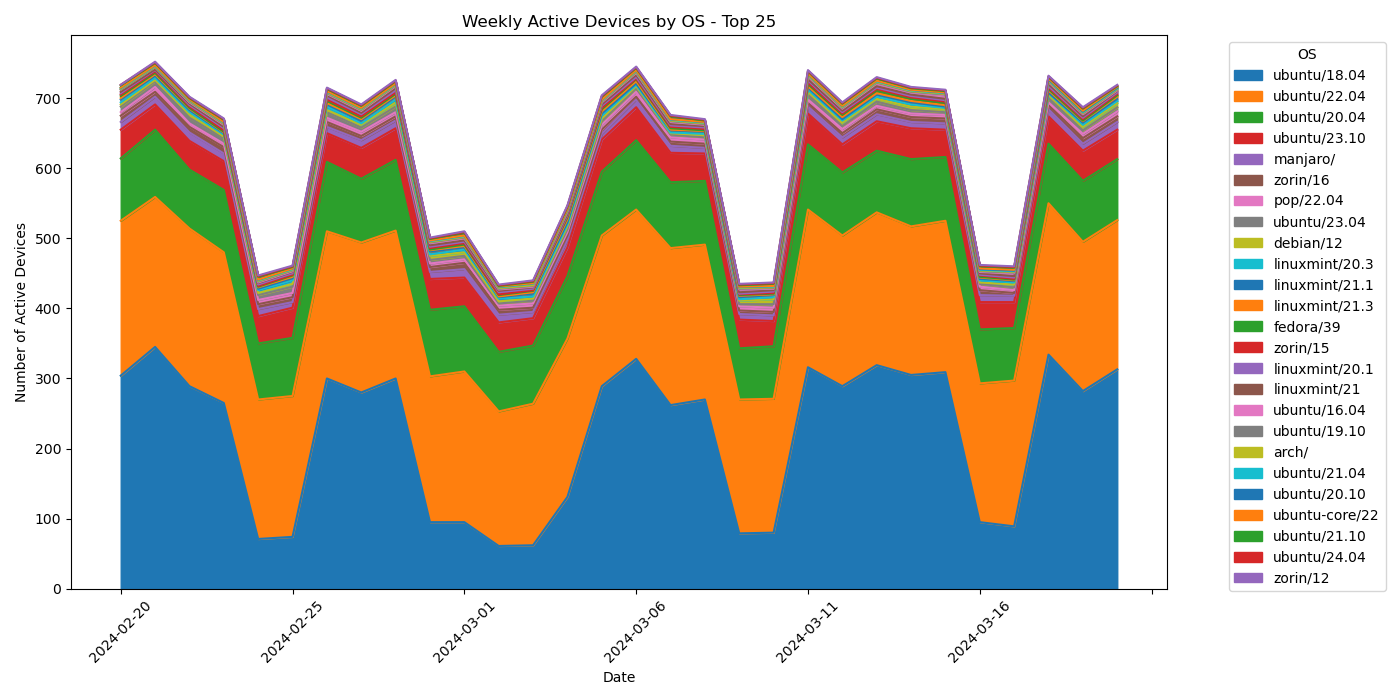 Weekly Active Devices by OS - Top 25
Number of Active Devices
700
600
500
400
300
200
100
0
2024-02-20
2024-02-25
2024-03-01
2024-03-06
2024-03-11
2024-03-16
Date
OS
ubuntu/18.04
ubuntu/22.04
ubuntu/20.04
ubuntu/23.10
manjaro/
zorin/16
pop/22.04
ubuntu/23.04
debian/12
linuxmint/20.3
linuxmint/21.1
linuxmint/21.3
fedora/39
zorin/15
linuxmint/20.1
linuxmint/21
ubuntu/16.04
ubuntu/19.10
arch/
ubuntu/21.04
ubuntu/20.10
ubuntu-core/22
ubuntu/21.10
ubuntu/24.04
zorin/12